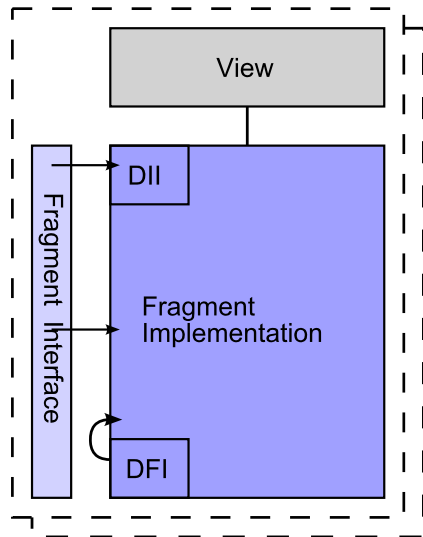 View
DII
Fragment Interface
Fragment
Implementation
DFI